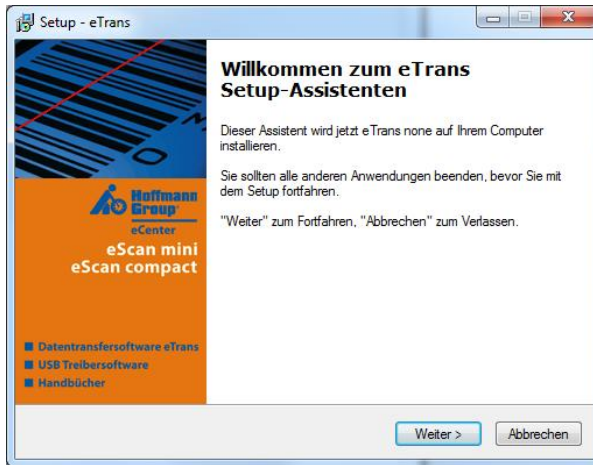 Setup - eTrans
Willkommen zum eTrans
Setup-Assistenten
Dieser Assistent wird jetzt eTrans none auf Ihrem Computer
installieren.
Sie sollten alle anderen Anwendungen beenden, bevor Sie mit
dem Setup fortfahren.
"Weiter" zum Fortfahren, "Abbrechen" zum Verlassen.
Hoffmann
Group
eCenter
eScan mini
eScan compact
Datentransfersoftware eTrans
USB Treibersoftware
Handbücher
Weiter >
Abbrechen